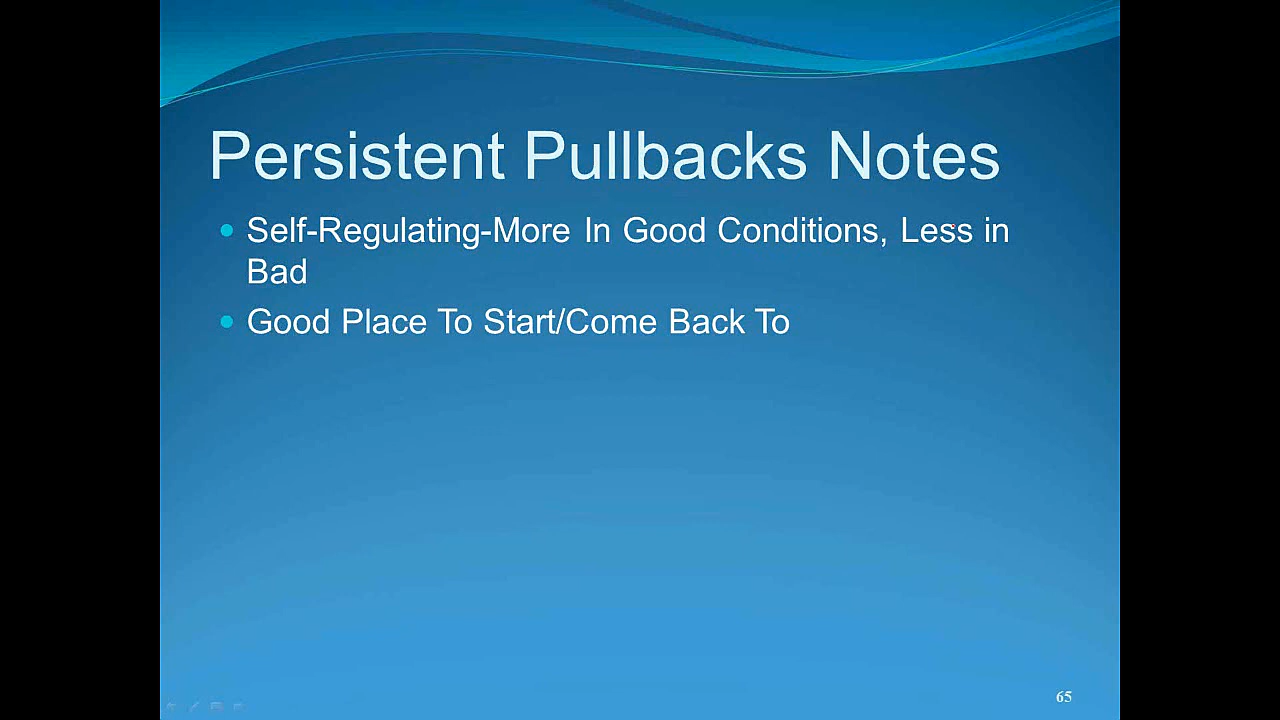 Persistent Pullbacks Notes
Self-Regulating-More In Good Conditions, Less in
Bad
Good Place To Start/Come Back To
65